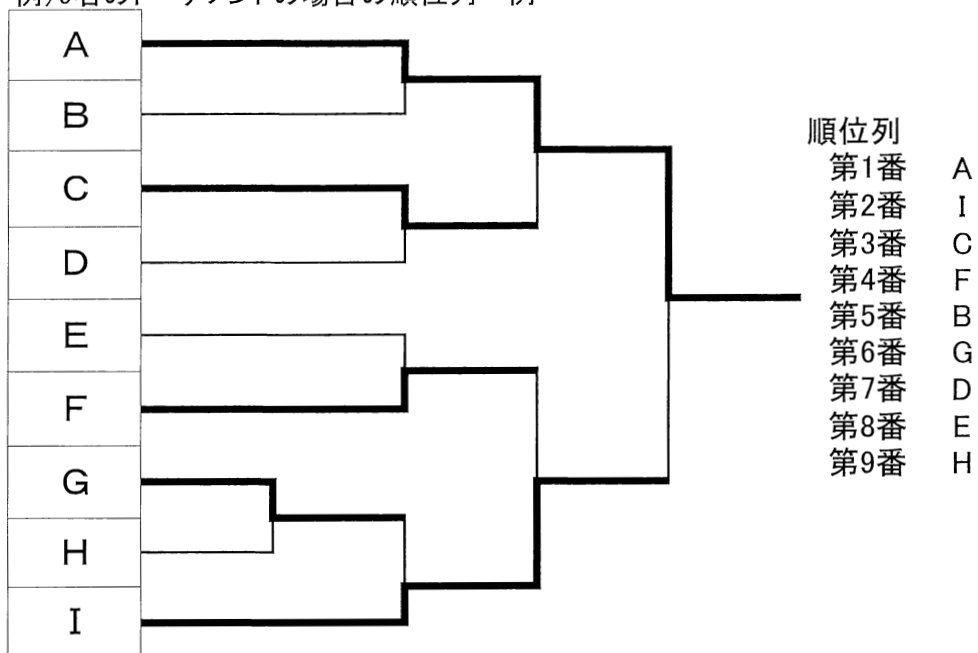 A
B
C
D
E
F
G
H
I
順位列
第1番 A
第2番 I
第3番 C
第4番 F
第5番 B
第6番 G
第7番 D
第8番 E
第9番 H